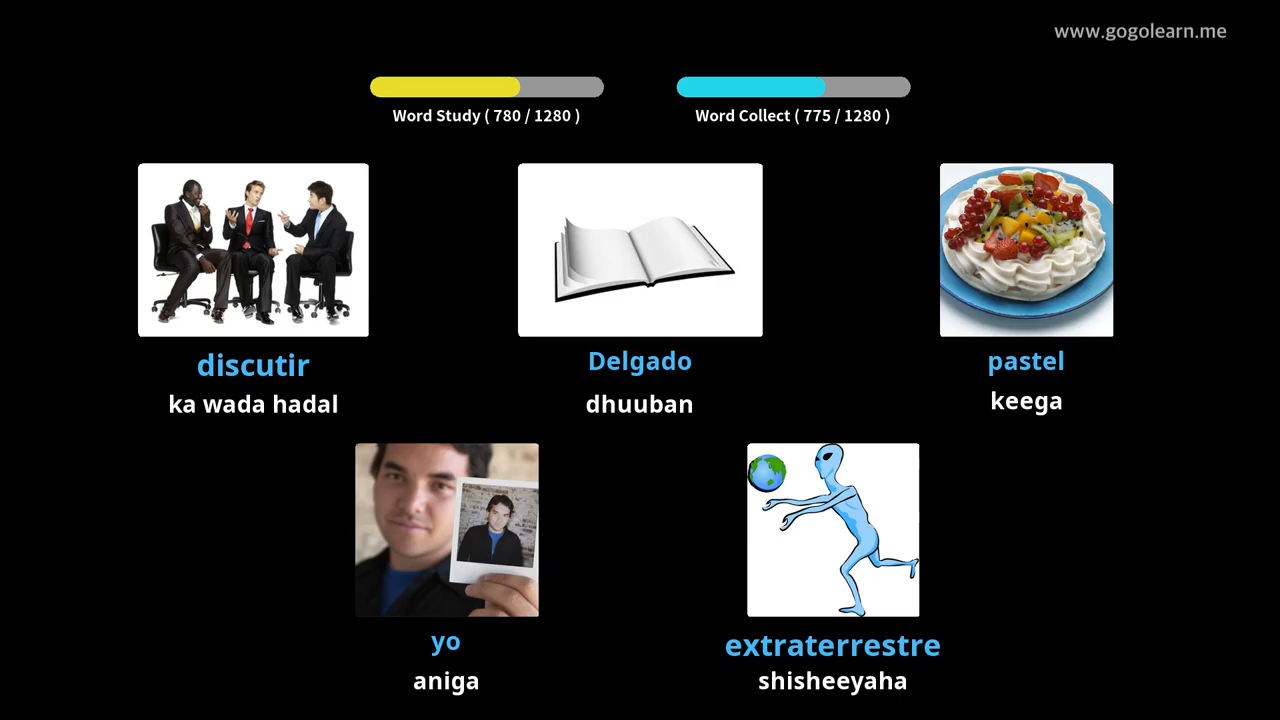 www.gogolearn.me
Word Study ( 780 / 1280 )
Word Collect ( 775 / 1280 )
discutir
ka wada hadal
Delgado
dhuuban
pastel
keega
yo
aniga
extraterrestre
shisheeyaha